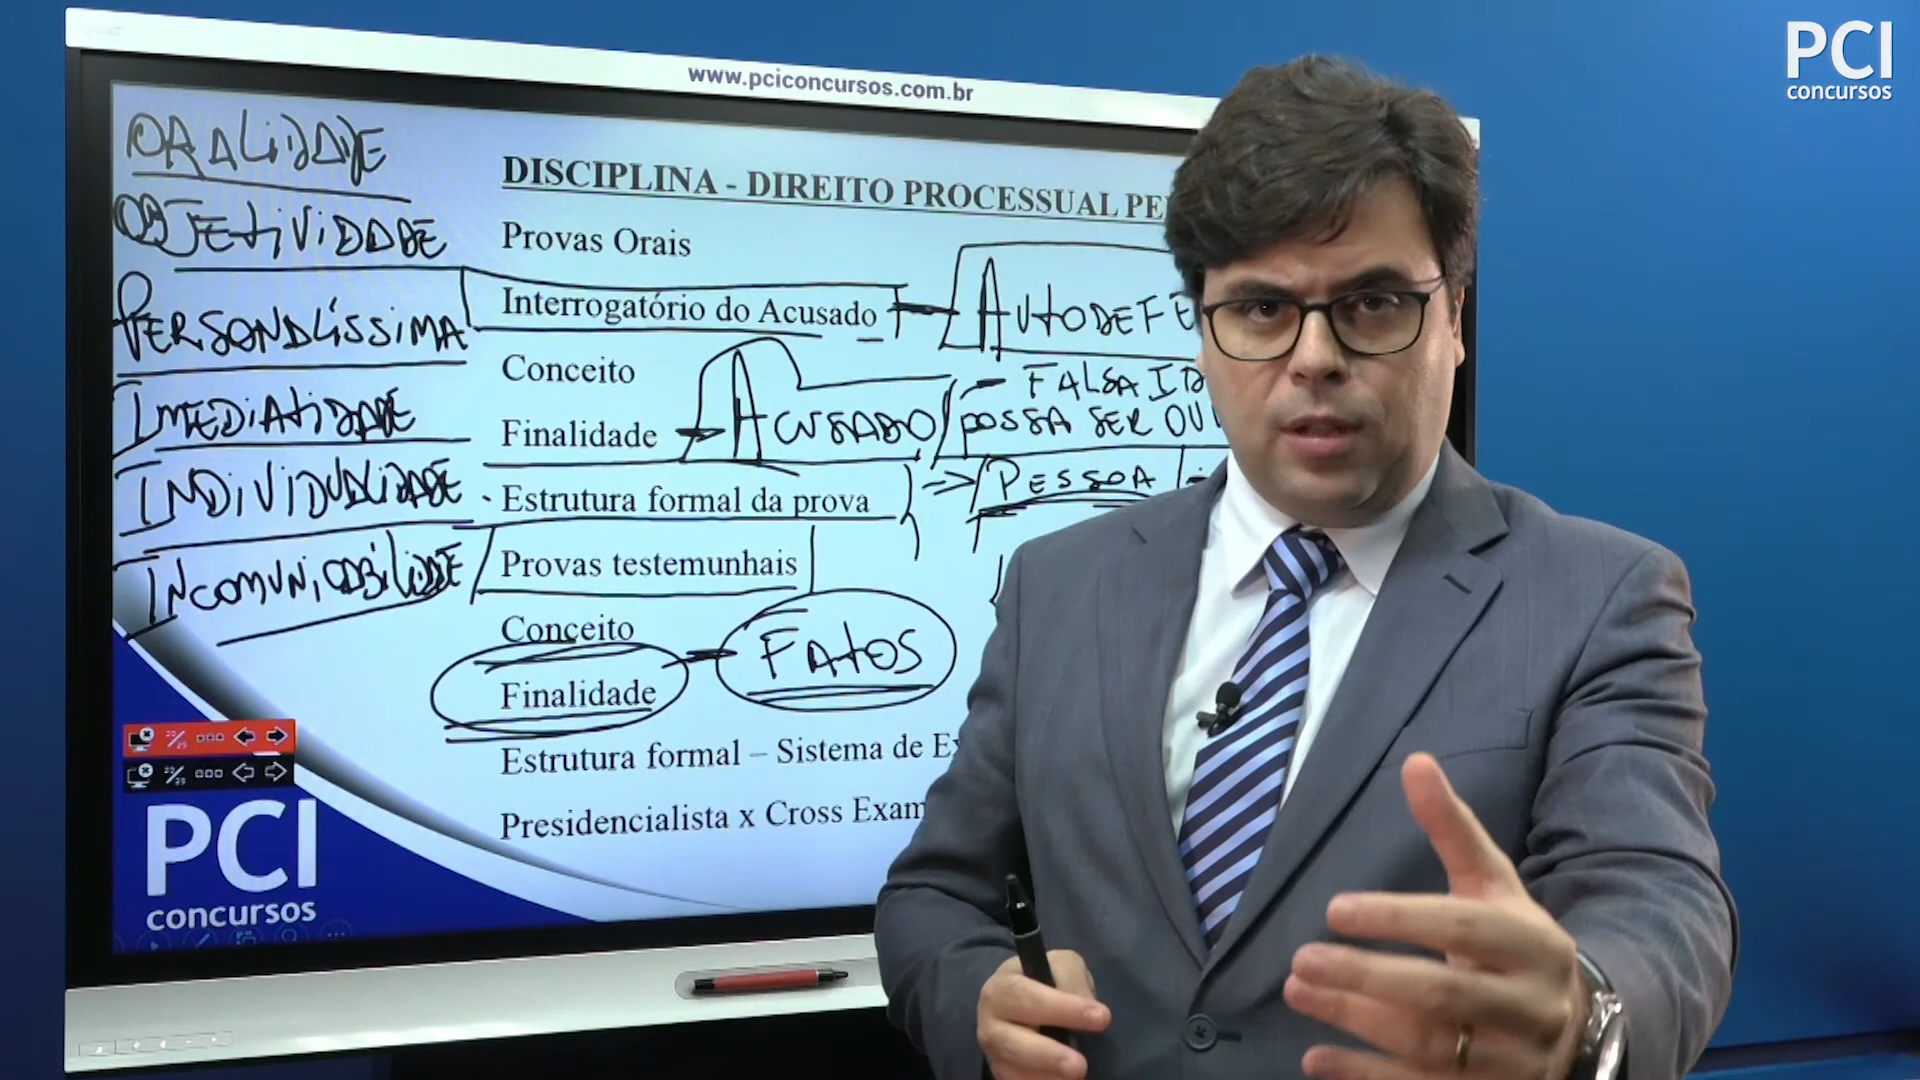 PCI
concursos
www.pciconcursos.com.br
DISCIPLINA - DIREITO PROCESSUAL PE
Provas Orais
Interrogatório do Acusado
Conceito
Finalidade
Estrutura formal da prova
Provas testemunhais
Conceito
Finalidade
Estrutura formal – Sistema de Ex
Presidencialista x Cross Exam
ORALIDADE
OBJETIVIDADE
PERSONALÍSSIMA
IMEDIATIDADE
INDIVIDUALIDADE
INCOMUNICABILIDADE
AUTODEFE
ACUSADO
FALSA ID
POSSA SER OU
PESSOA
FATOS
PCI
concursos